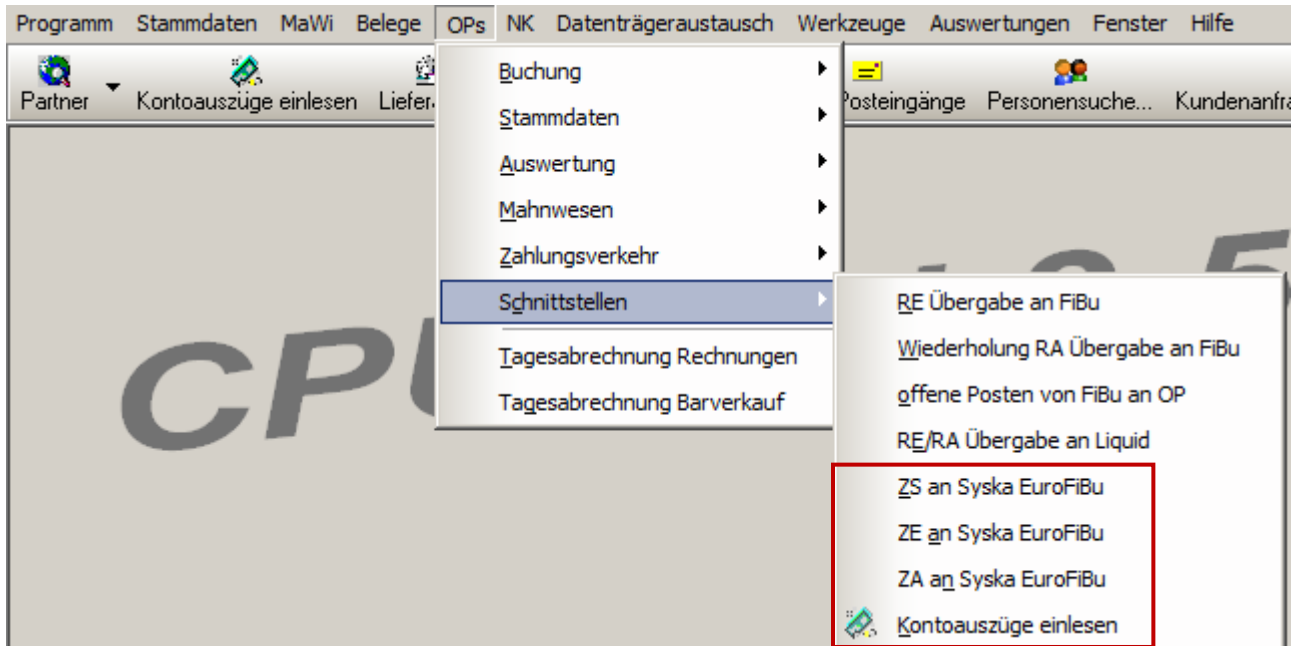 Programm Stammdaten MaWi Belege OPs NK Datenträgeraustausch Werkzeuge Auswertungen Fenster Hilfe
Partner Kontoauszüge einlesen Posteingänge Personensuche...
Buchung
Stammdaten
Auswertung
Mahnwesen
Zahlungsverkehr
Schnittstellen
Tagesabrechnung Rechnungen
Tagesabrechnung Barverkauf
RE Übergabe an FiBu
Wiederholung RA Übergabe an FiBu
offene Posten von FiBu an OP
RE/RA Übergabe an Liquid
ZS an Syska EuroFiBu
ZE an Syska EuroFiBu
ZA an Syska EuroFiBu
Kontoauszüge einlesen